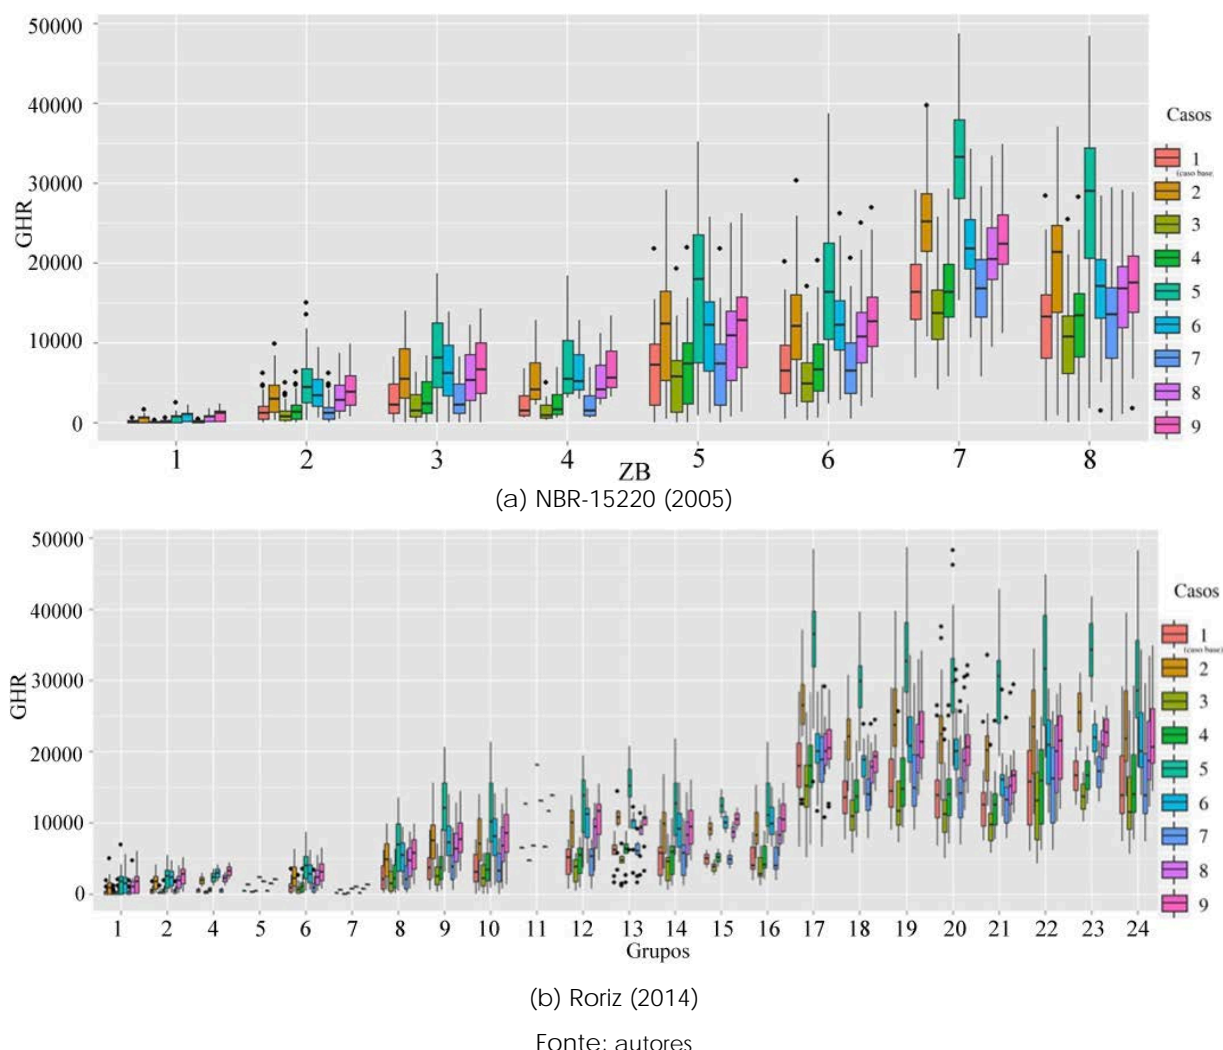 50000
40000
30000
20000
10000
0
GHR
1 2 3 4 5 6 7 8
ZB
Casos
1
(caso base)
2
3
4
5
6
7
8
9
(a) NBR-15220 (2005)
50000
40000
30000
20000
10000
0
GHR
1 2 4 5 6 7 8 9 10 11 12 13 14 15 16 17 18 19 20 21 22 23 24
Grupos
Casos
1
(caso base)
2
3
4
5
6
7
8
9
(b) Roriz (2014)
Fonte: autores